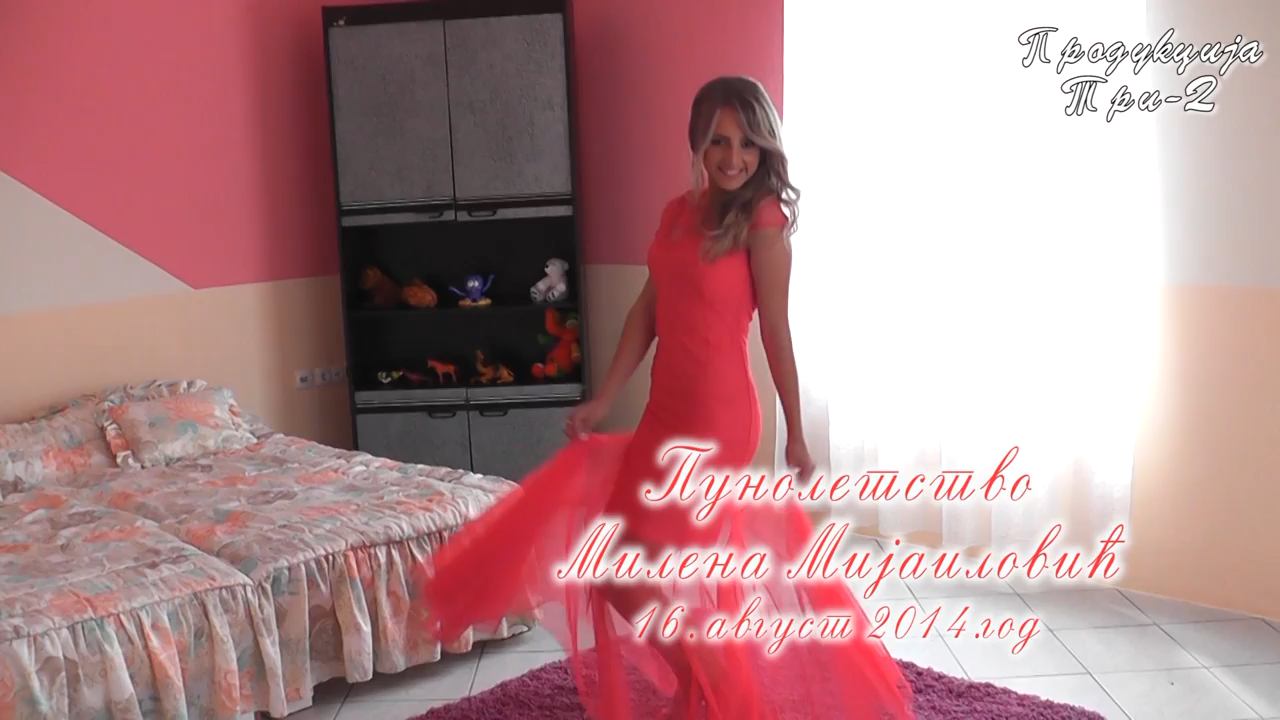 Продукција
Три-2
Пунолетство
Милена Мијаиловић
16.август 2014.год